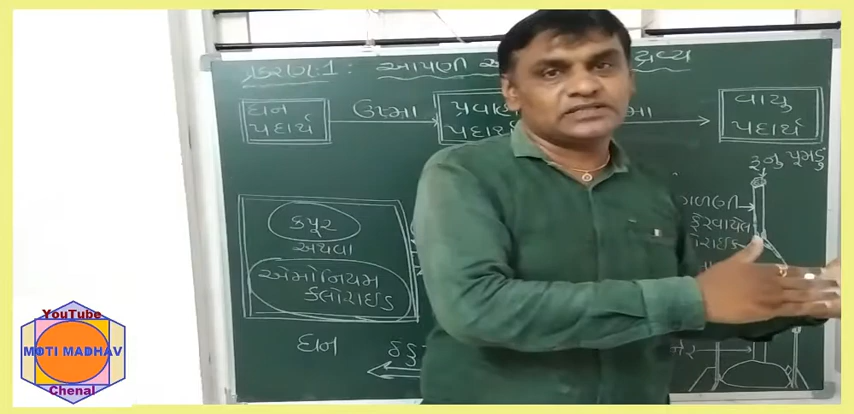 પ્રકરણ:1 : આપણી આ દ્રવ્ય
ઘન પદાર્થ
ઉષ્મા
પદાર્થ
મા
વાયુ પદાર્થ
રૂનુ પૂમડું
કપૂર
અથવા
એમોનિયમ
ક્લોરાઇડ
ઘન
YouTube
MOTI MADHAV
Chenal